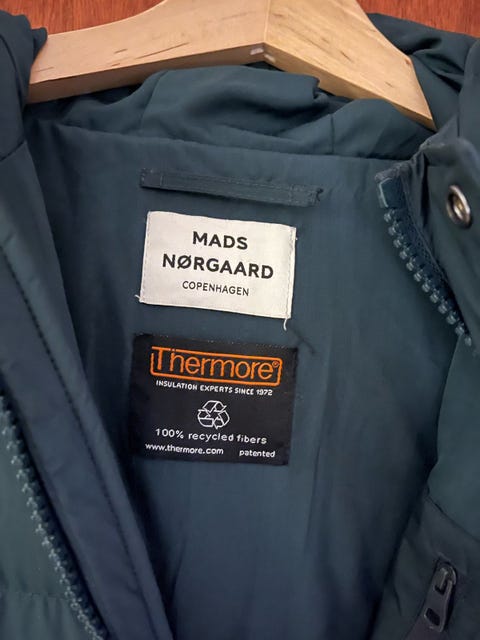 MADS
NØRGAARD
COPENHAGEN
Thermore®
INSULATION EXPERTS SINCE 1972
100% recycled fibers
www.thermore.com patented